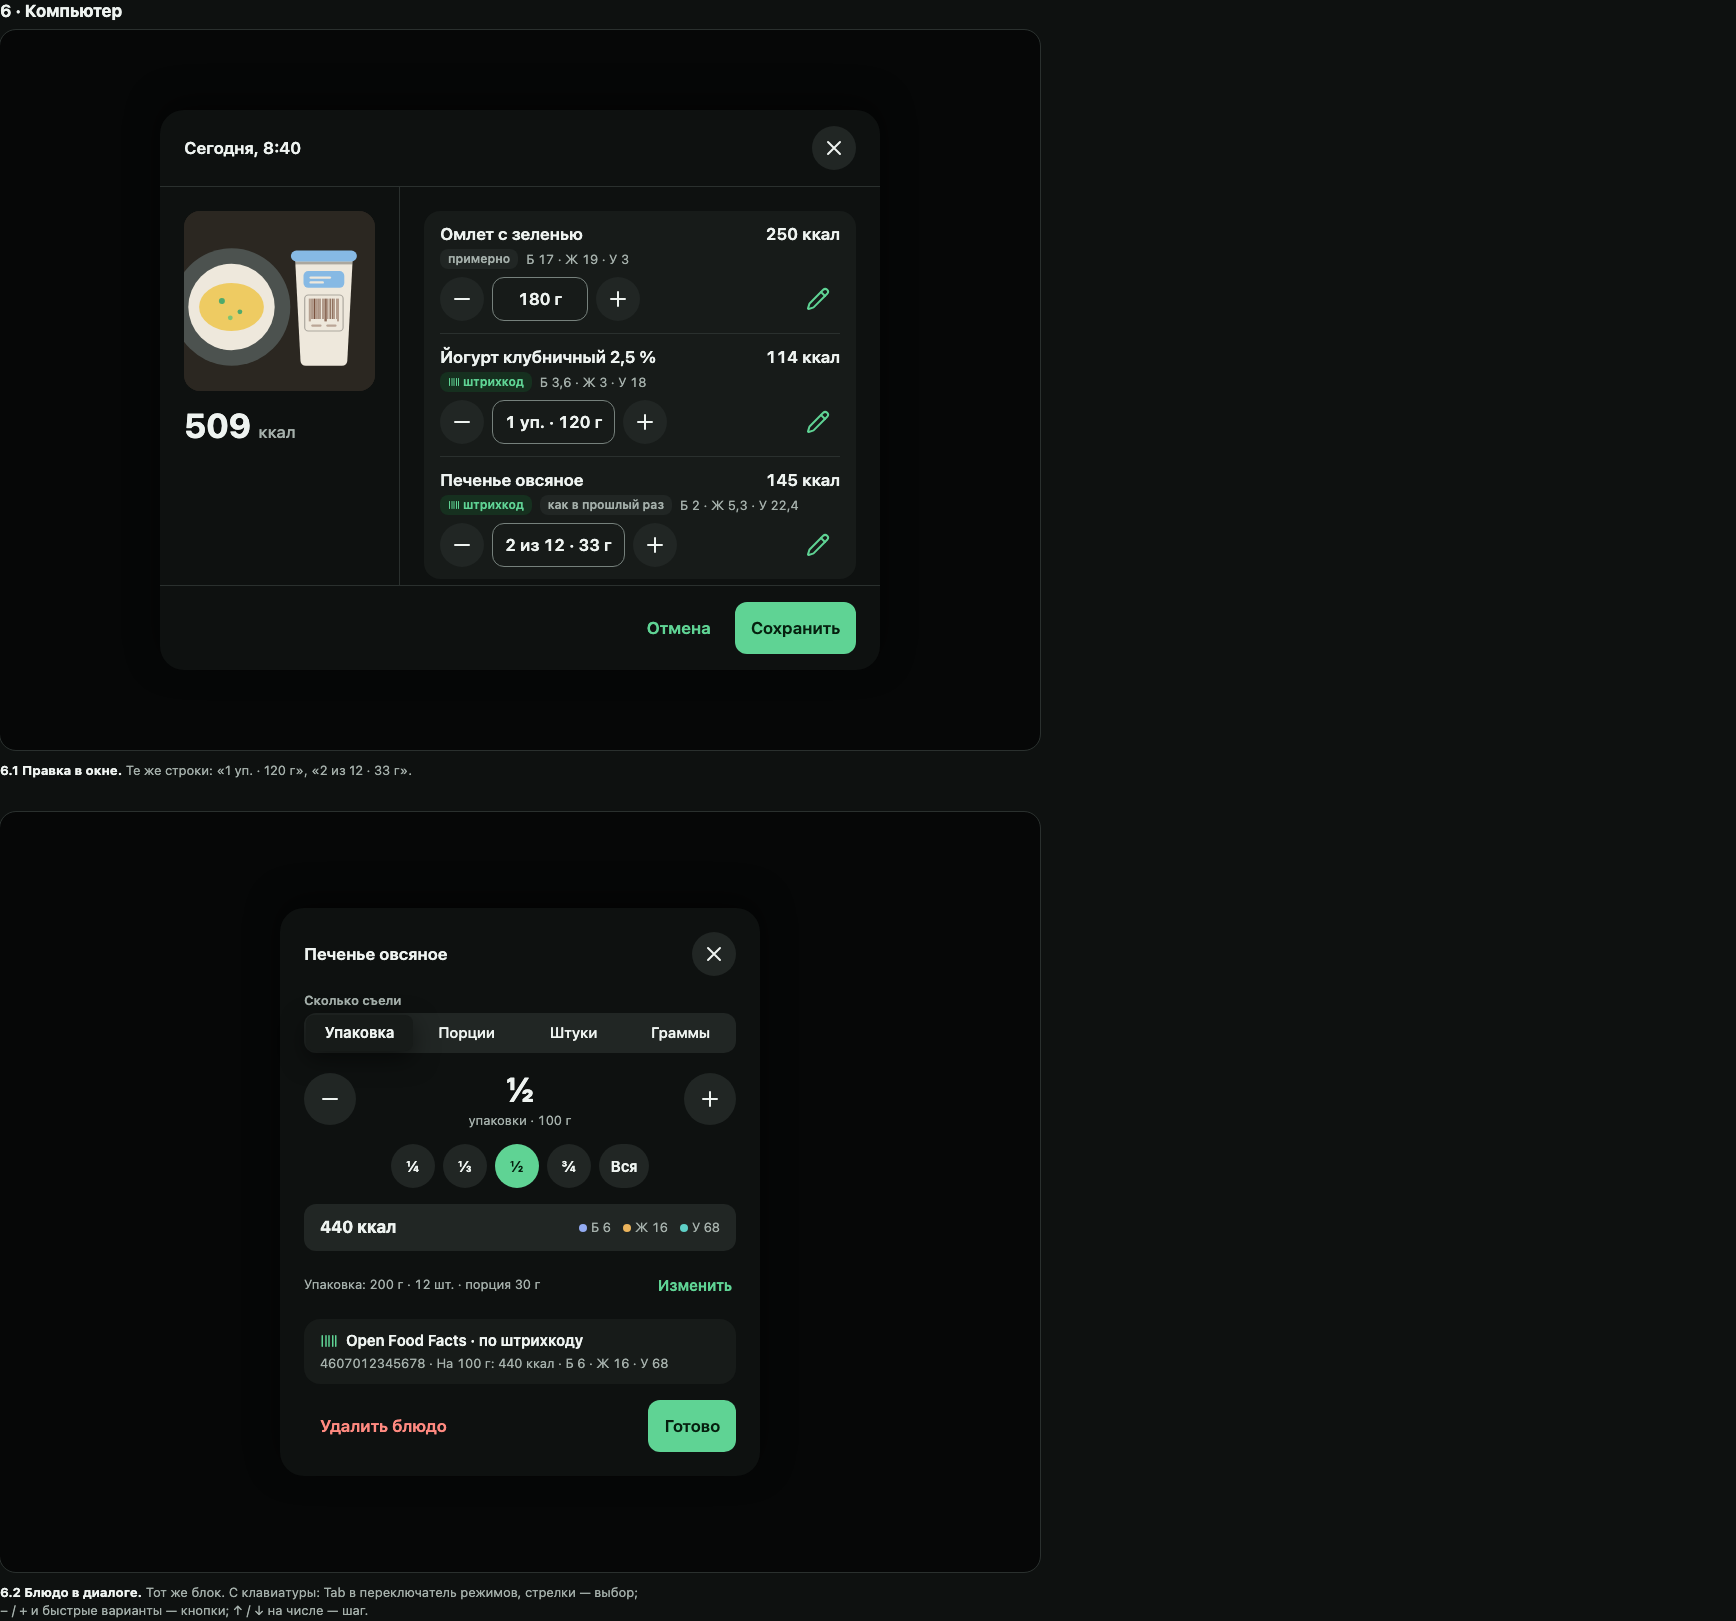 6 · Компьютер
Сегодня, 8:40
509 ккал
Омлет с зеленью 250 ккал
примерно Б 17 · Ж 19 · У 3
180 г
Йогурт клубничный 2,5 % 114 ккал
штрихкод Б 3,6 · Ж 3 · У 18
1 уп. · 120 г
Печенье овсяное 145 ккал
штрихкод как в прошлый раз Б 2 · Ж 5,3 · У 22,4
2 из 12 · 33 г
Отмена Сохранить
6.1 Правка в окне. Те же строки: «1 уп. · 120 г», «2 из 12 · 33 г».
Печенье овсяное
Сколько съели
Упаковка Порции Штуки Граммы
½
упаковки · 100 г
¼ ⅓ ½ ¾ Вся
440 ккал Б 6 Ж 16 У 68
Упаковка: 200 г · 12 шт. · порция 30 г Изменить
Open Food Facts · по штрихкоду
4607012345678 · На 100 г: 440 ккал · Б 6 · Ж 16 · У 68
Удалить блюдо Готово
6.2 Блюдо в диалоге. Тот же блок. С клавиатуры: Tab в переключатель режимов, стрелки — выбор;
− / + и быстрые варианты — кнопки; ↑ / ↓ на числе — шаг.